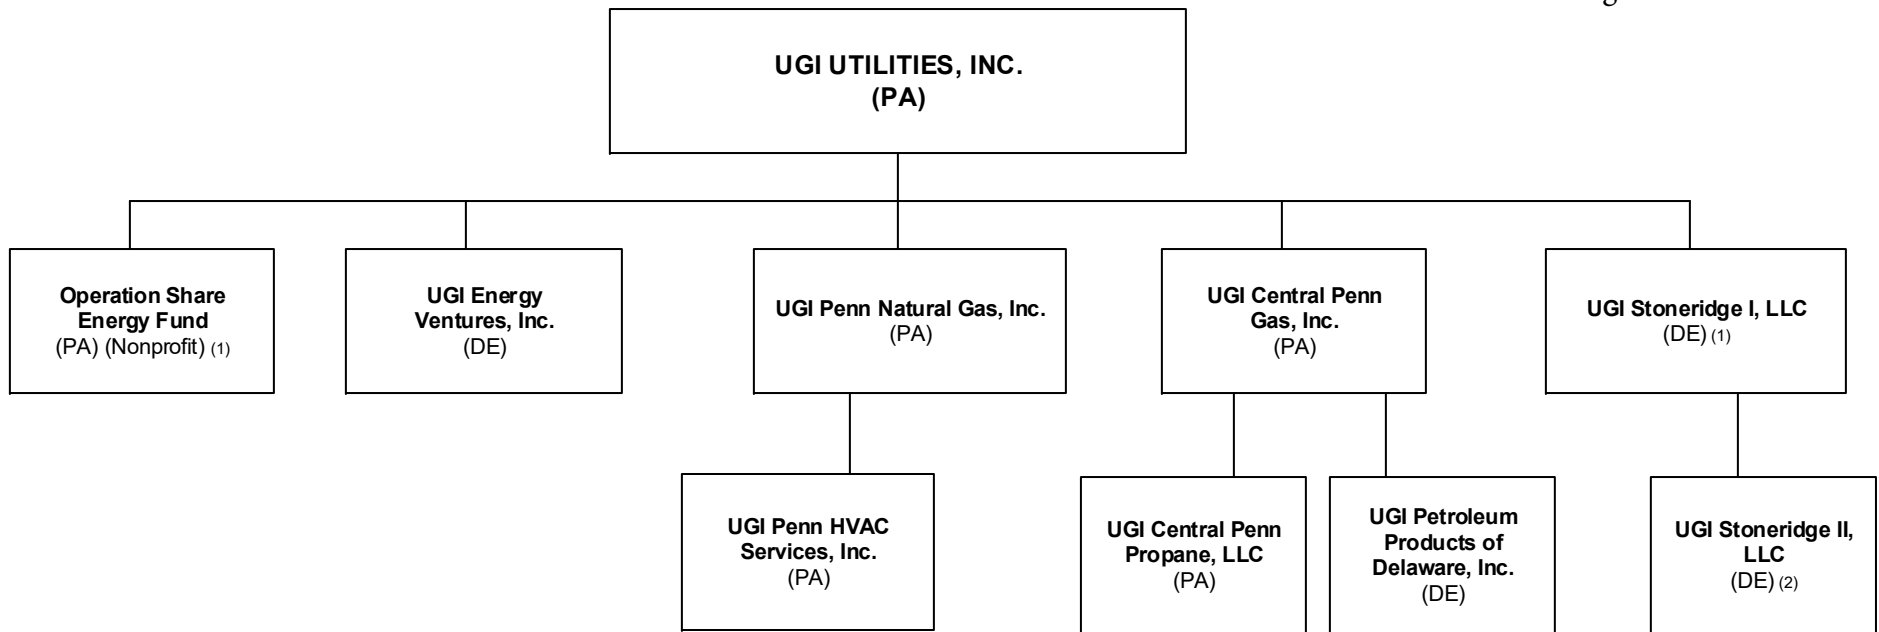 UGI UTILITIES, INC.
(PA)
Operation Share
Energy Fund
(PA) (Nonprofit) (1)
UGI Energy
Ventures, Inc.
(DE)
UGI Penn Natural Gas, Inc.
(PA)
UGI Central Penn
Gas, Inc.
(PA)
UGI Stoneridge I, LLC
(DE) (1)
UGI Penn HVAC
Services, Inc.
(PA)
UGI Central Penn
Propane, LLC
(PA)
UGI Petroleum
Products of
Delaware, Inc.
(DE)
UGI Stoneridge II,
LLC
(DE) (2)